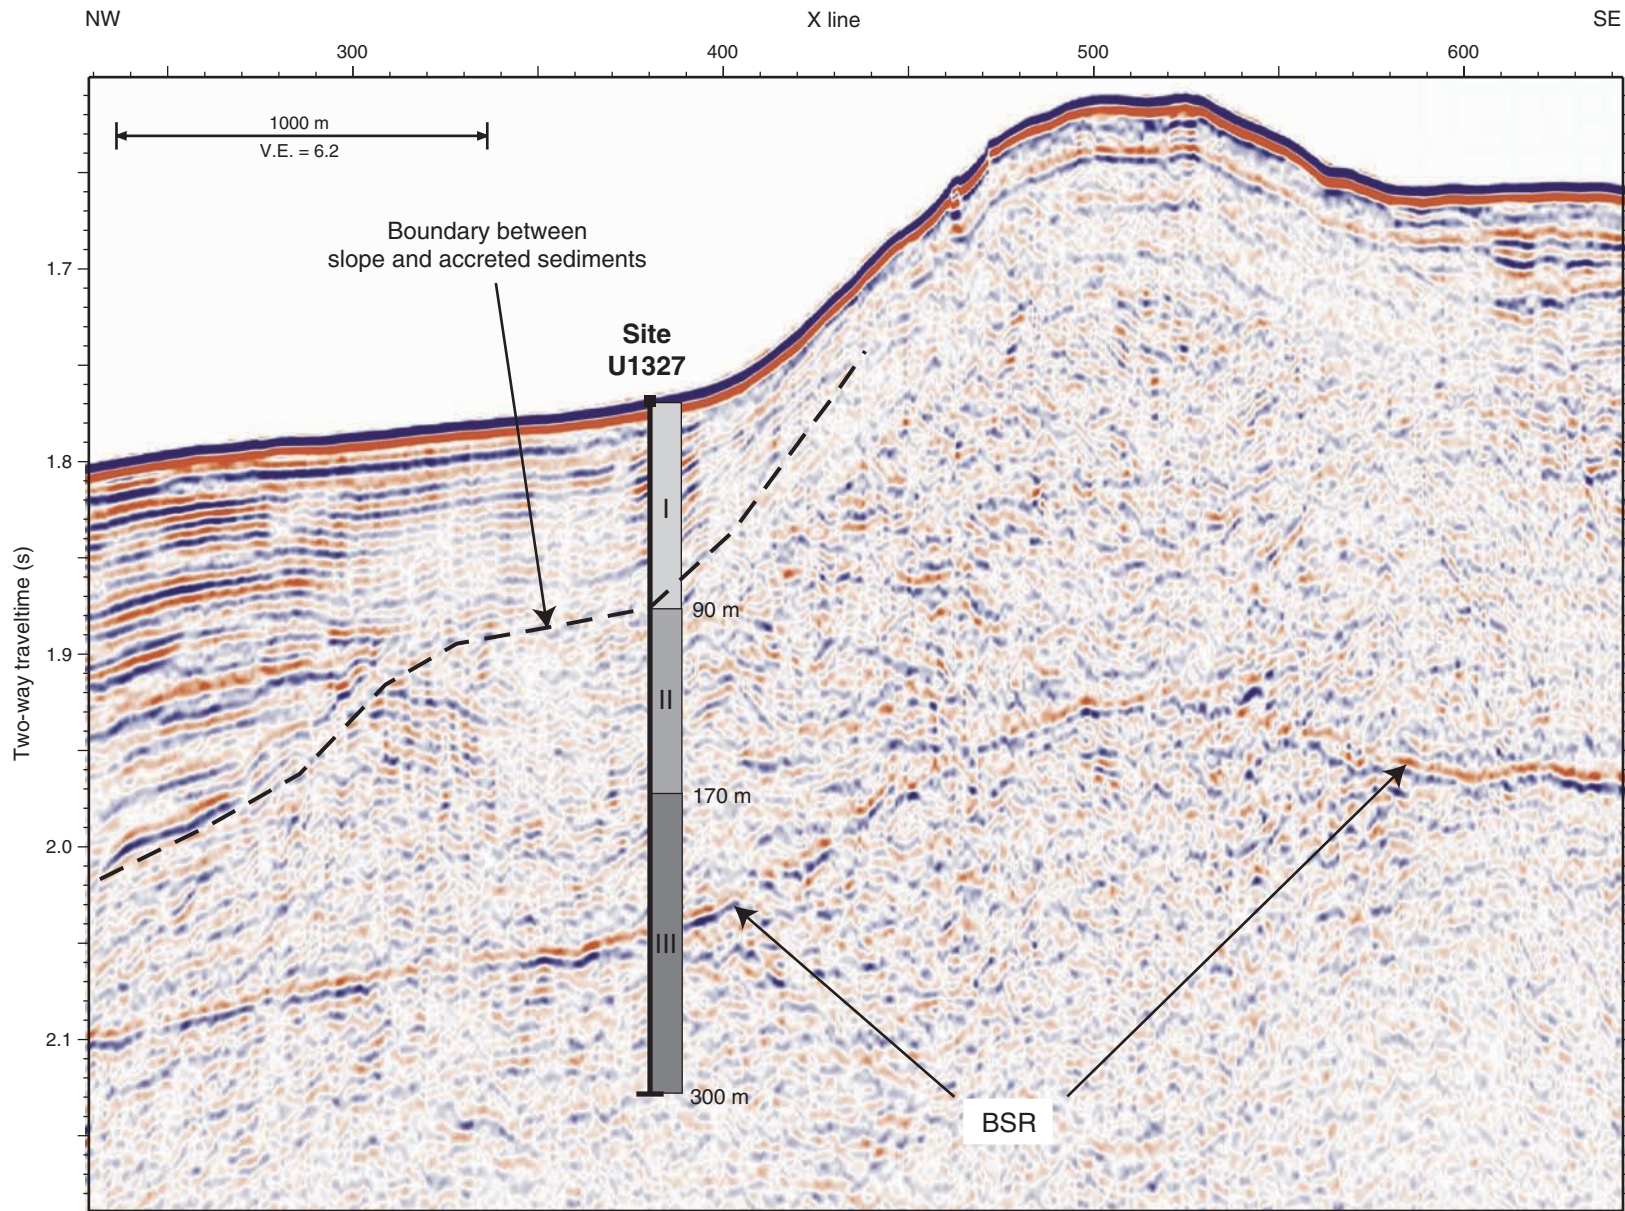 NW
X line
SE
300
400
500
600
1000 m
V.E. = 6.2
Boundary between
slope and accreted sediments
Site
U1327
1.7
1.8
1.9
2.0
2.1
Two-way traveltime (s)
I
90 m
II
170 m
III
300 m
BSR